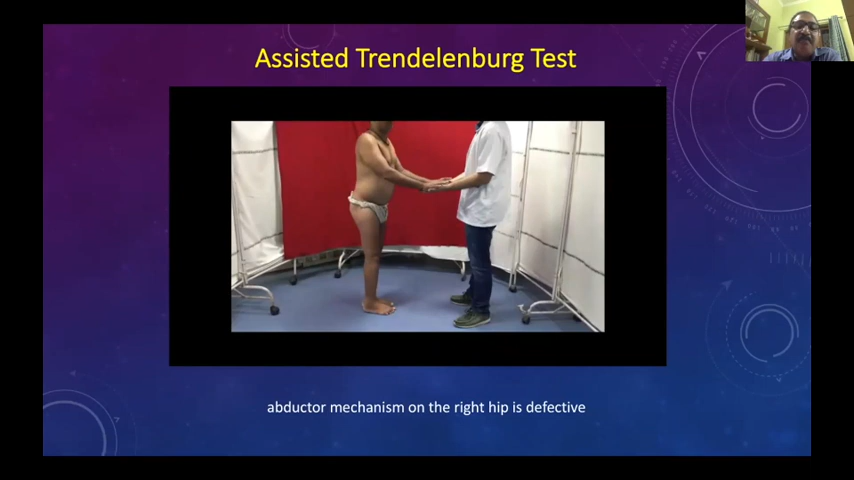 Assisted Trendelenburg Test
abductor mechanism on the right hip is defective